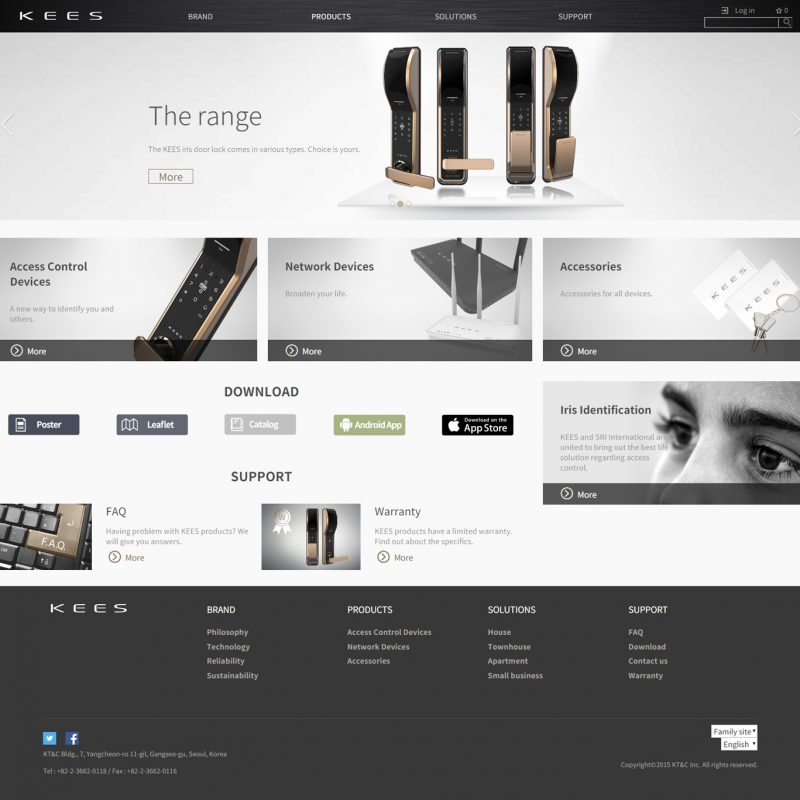 KEES
BRAND
PRODUCTS
SOLUTIONS
SUPPORT
Log in
0
The range
The KEES iris door lock comes in various types. Choice is yours.
More
Access Control
Devices
A new way to identify you and
others.
More
Network Devices
Broaden your life.
More
KEES
Accessories
Accessories for all devices.
More
KEES
KEES
DOWNLOAD
Poster
Leaflet
Catalog
Android App
Download on the
App Store
Iris Identification
KEES and SRI International are
united to bring out the best life
solution regarding access
control.
More
SUPPORT
F.A.Q.
FAQ
Having problem with KEES products? We
will give you answers.
More
Warranty
KEES products have a limited warranty.
Find out about the specifics.
More
KEES
BRAND
Philosophy
Technology
Reliability
Sustainability
PRODUCTS
Access Control Devices
Network Devices
Accessories
SOLUTIONS
House
Townhouse
Apartment
Small business
SUPPORT
FAQ
Download
Contact us
Warranty
KT&C Bldg., 7, Yangcheon-ro 11-gil, Gangseo-gu, Seoul, Korea
Tel : +82-2-3662-0118 / Fax : +82-2-3662-0116
Family site
English
Copyright©2015 KT&C Inc. All rights reserved.